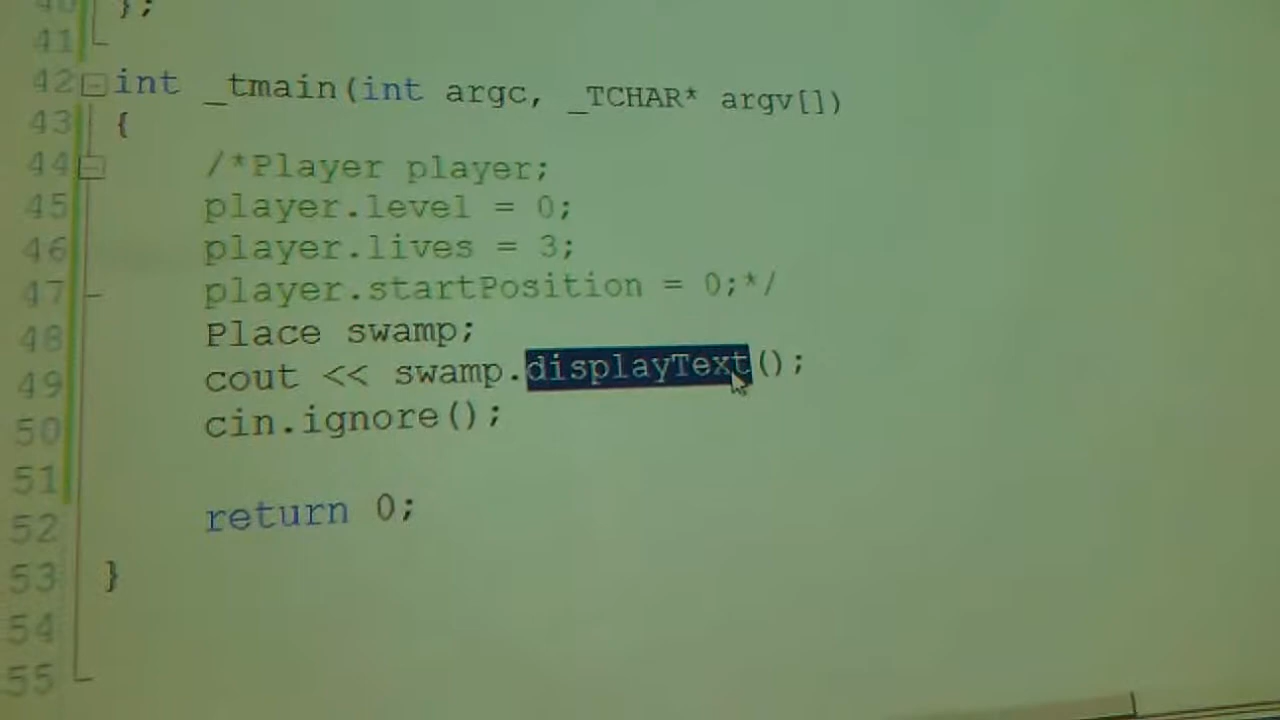 40 };
41
42 int _tmain(int argc, _TCHAR* argv[])
43 {
44 /*Player player;
45 player.level = 0;
46 player.lives = 3;
47 player.startPosition = 0;*/
48 Place swamp;
49 cout << swamp.displayText();
50 cin.ignore();
51
52 return 0;
53 }
54
55